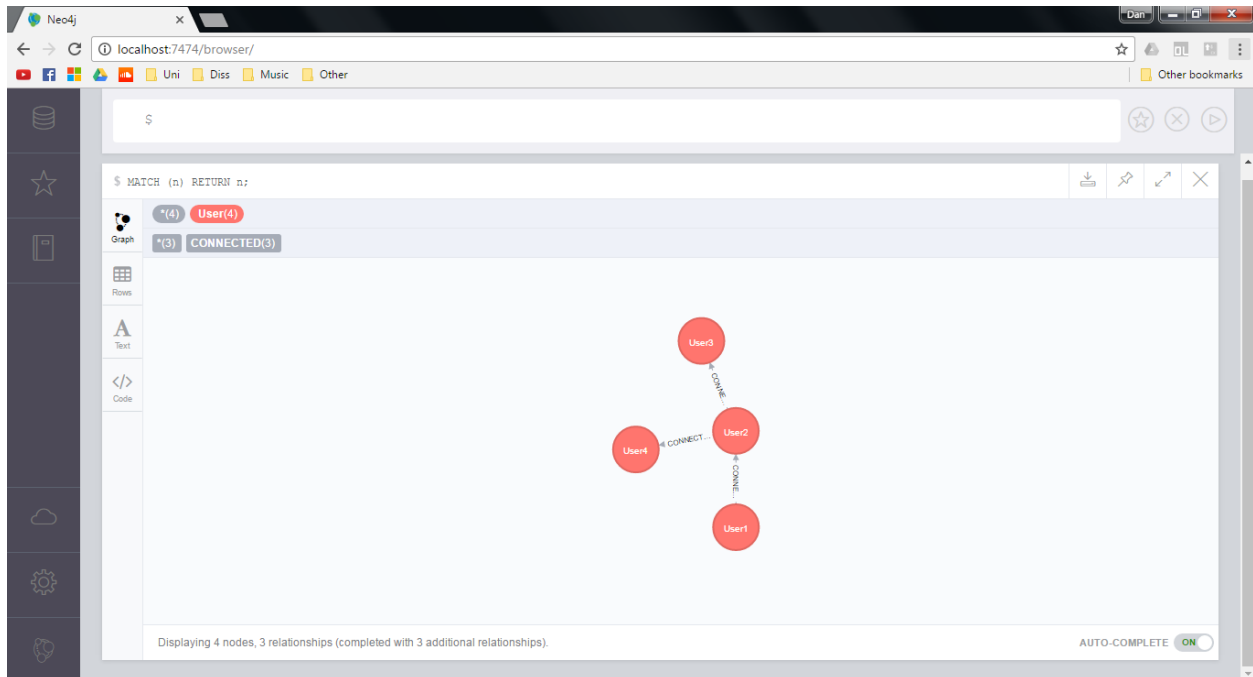 Neo4j
Dan
localhost:7474/browser/
Uni Diss Music Other Other bookmarks
$
$ MATCH (n) RETURN n;
*(4) User(4)
Graph
*(3) CONNECTED(3)
Rows
A
Text
</>
Code
User3
CONNE...
User2
CONNECT...
User4
CONNE...
User1
Displaying 4 nodes, 3 relationships (completed with 3 additional relationships).
AUTO-COMPLETE ON